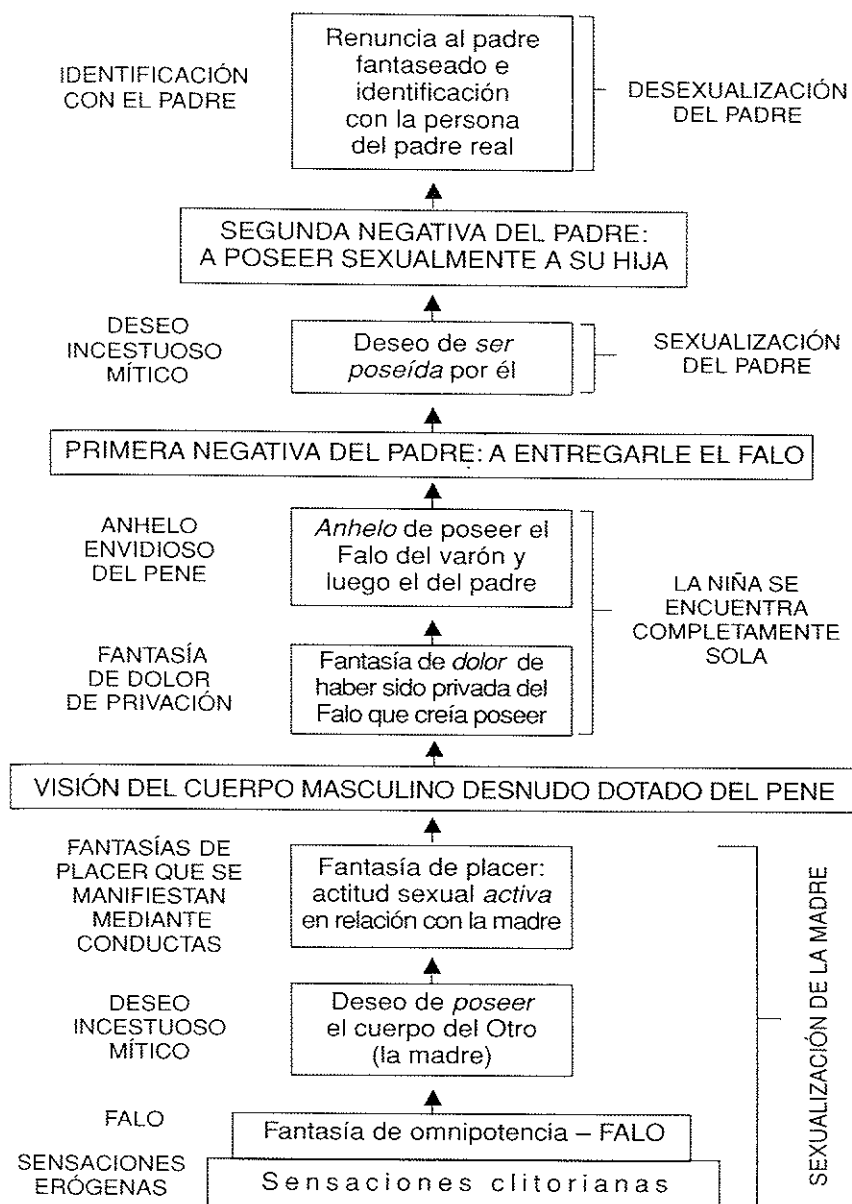 IDENTIFICACIÓN
CON EL PADRE
Renuncia al padre
fantaseado e
identificación
con la persona
del padre real
DESEXUALIZACIÓN
DEL PADRE
SEGUNDA NEGATIVA DEL PADRE:
A POSEER SEXUALMENTE A SU HIJA
DESEO
INCESTUOSO
MÍTICO
Deseo de ser
poseída por él
SEXUALIZACIÓN
DEL PADRE
PRIMERA NEGATIVA DEL PADRE: A ENTREGARLE EL FALO
ANHELO
ENVIDIOSO
DEL PENE
Anhelo de poseer el
Falo del varón y
luego el del padre
LA NIÑA SE
ENCUENTRA
COMPLETAMENTE
SOLA
FANTASÍA
DE DOLOR
DE PRIVACIÓN
Fantasía de dolor de
haber sido privada del
Falo que creía poseer
VISIÓN DEL CUERPO MASCULINO DESNUDO DOTADO DEL PENE
FANTASÍAS DE
PLACER QUE SE
MANIFIESTAN
MEDIANTE
CONDUCTAS
Fantasía de placer:
actitud sexual activa
en relación con la madre
SEXUALIZACIÓN DE LA MADRE
DESEO
INCESTUOSO
MÍTICO
Deseo de poseer
el cuerpo del Otro
(la madre)
FALO
Fantasía de omnipotencia – FALO
SENSACIONES
ERÓGENAS
Sensaciones clitorianas